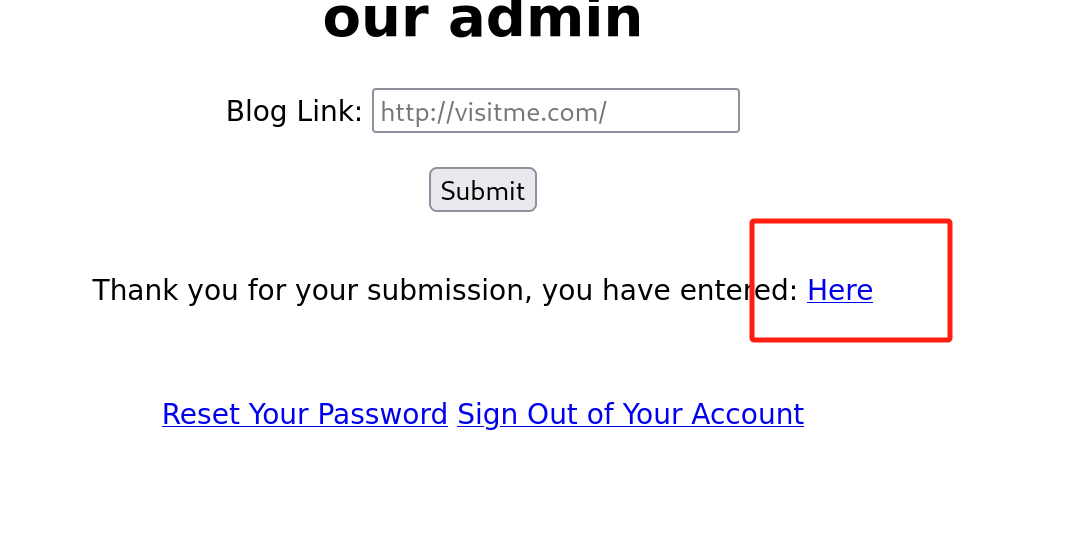 our admin
Blog Link: http://visitme.com/
Submit
Thank you for your submission, you have entered: Here
Reset Your Password Sign Out of Your Account